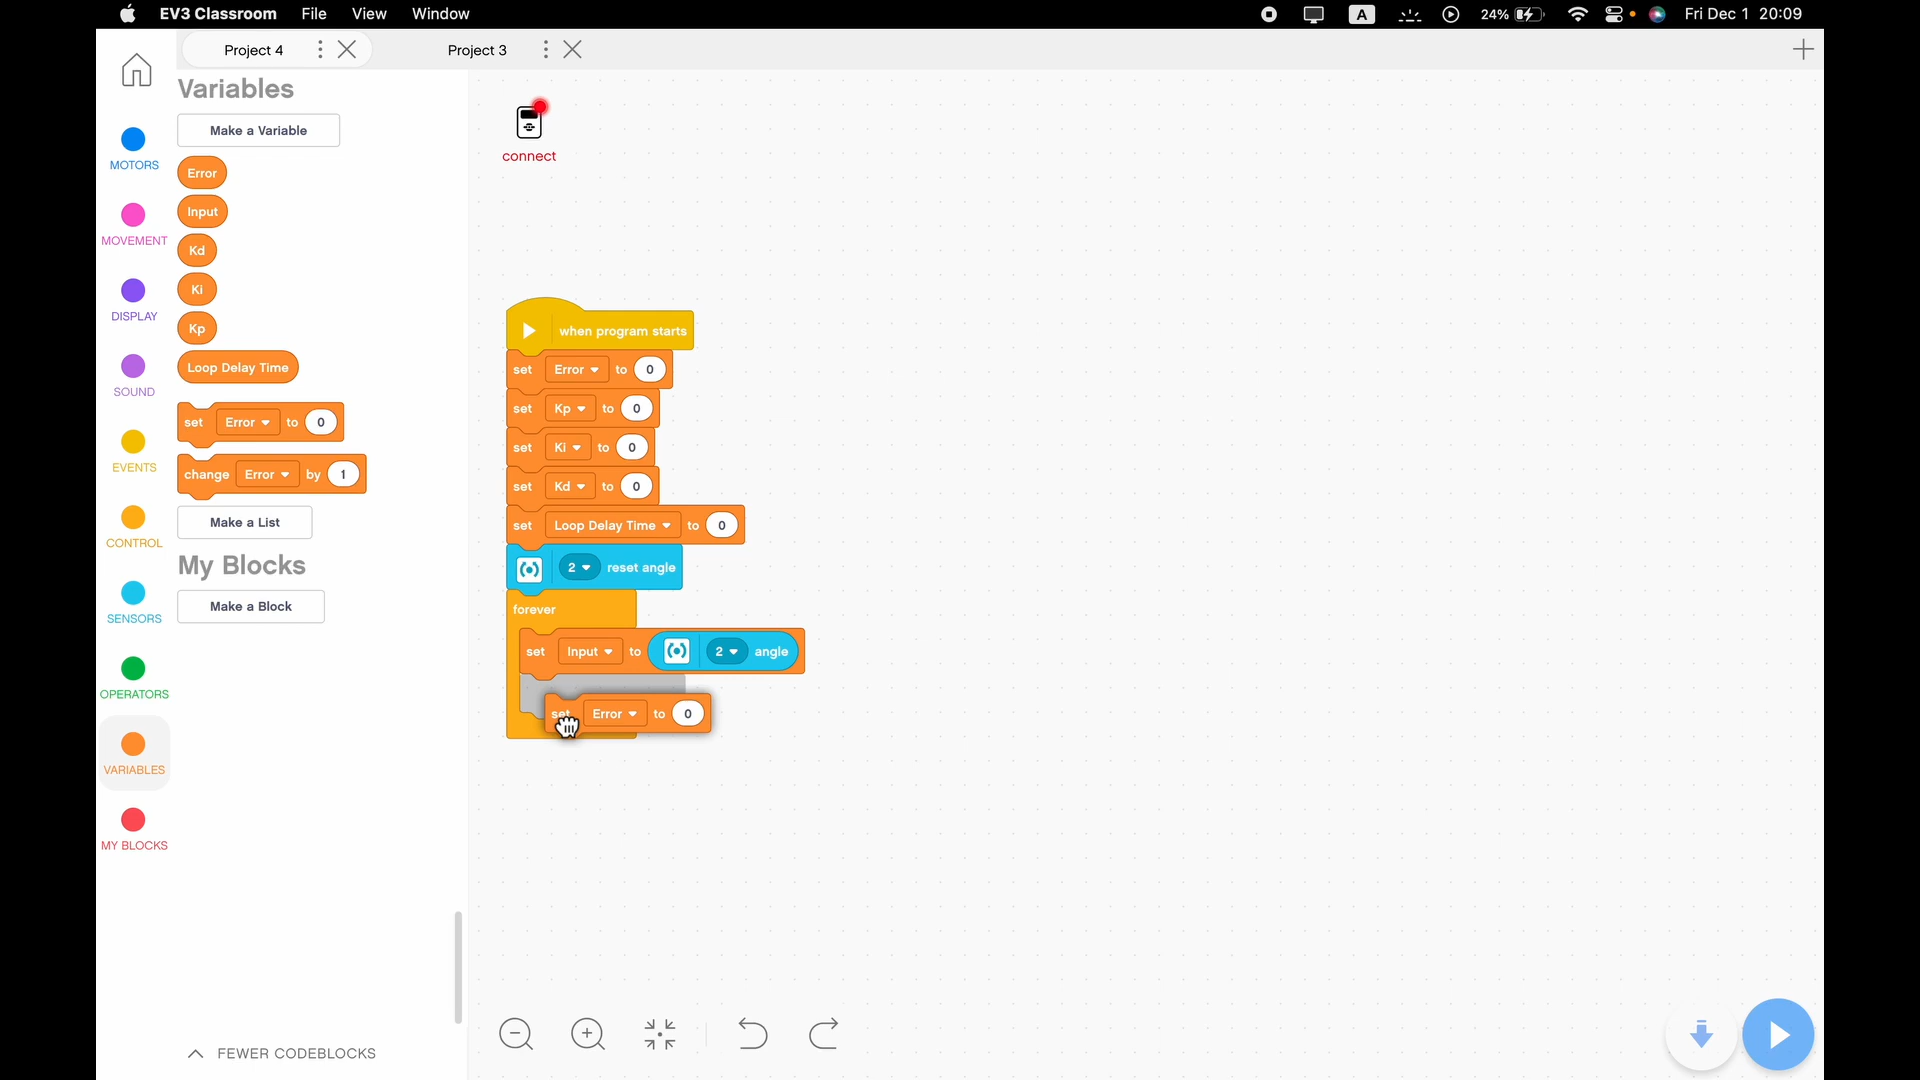 EV3 Classroom File View Window A 24% Fri Dec 1 20:09
Project 4 Project 3
Variables
Make a Variable
Error
Input
Kd
Ki
Kp
Loop Delay Time
set Error to 0
change Error by 1
Make a List
My Blocks
Make a Block
FEWER CODEBLOCKS
MOTORS
MOVEMENT
DISPLAY
SOUND
EVENTS
CONTROL
SENSORS
OPERATORS
VARIABLES
MY BLOCKS
connect
when program starts
set Error to 0
set Kp to 0
set Ki to 0
set Kd to 0
set Loop Delay Time to 0
2 reset angle
forever
set Input to 2 angle
set Error to 0